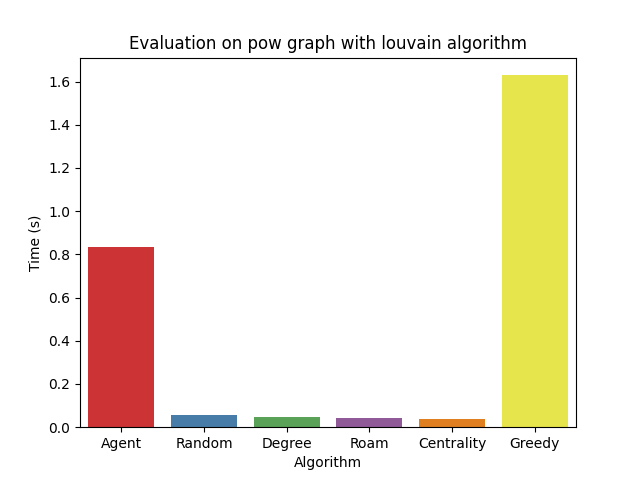 Evaluation on pow graph with louvain algorithm
1.6
1.4
1.2
1.0
0.8
0.6
0.4
0.2
0.0
Time (s)
Agent Random Degree Roam Centrality Greedy
Algorithm